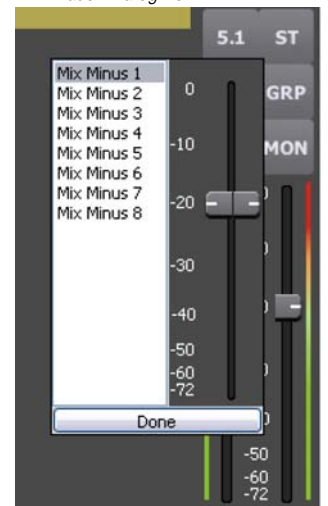 5.1 ST
Mix Minus 1
Mix Minus 2
Mix Minus 3
Mix Minus 4
Mix Minus 5
Mix Minus 6
Mix Minus 7
Mix Minus 8
0
-10
-20
-30
-40
-50
-60
-72
GRP
MON
Done
-50
-60
-72